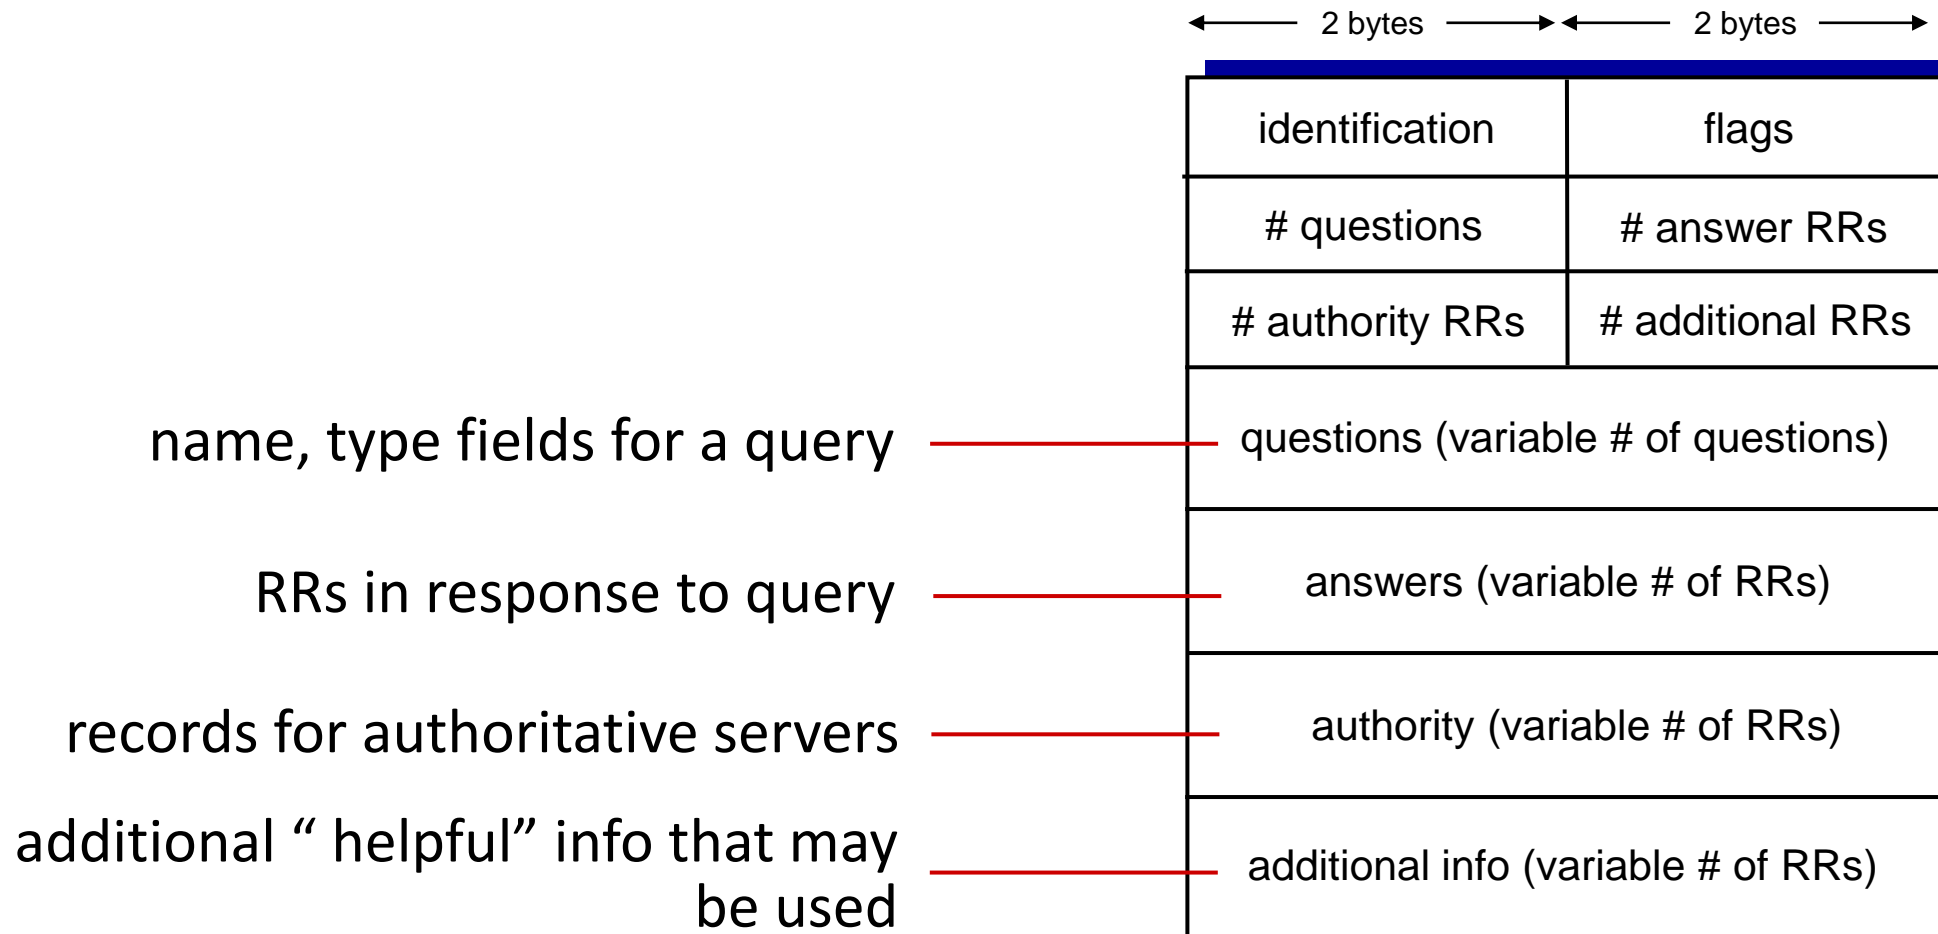 2 bytes 2 bytes
identification flags
# questions # answer RRs
# authority RRs # additional RRs
name, type fields for a query questions (variable # of questions)
RRs in response to query answers (variable # of RRs)
records for authoritative servers authority (variable # of RRs)
additional “ helpful” info that may
be used
additional info (variable # of RRs)